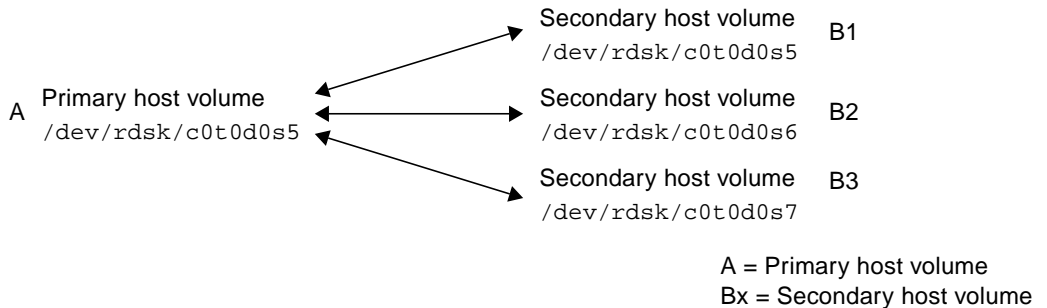 Secondary host volume B1
/dev/rdsk/c0t0d0s5
A Primary host volume
/dev/rdsk/c0t0d0s5
Secondary host volume B2
/dev/rdsk/c0t0d0s6
Secondary host volume B3
/dev/rdsk/c0t0d0s7
A = Primary host volume
Bx = Secondary host volume